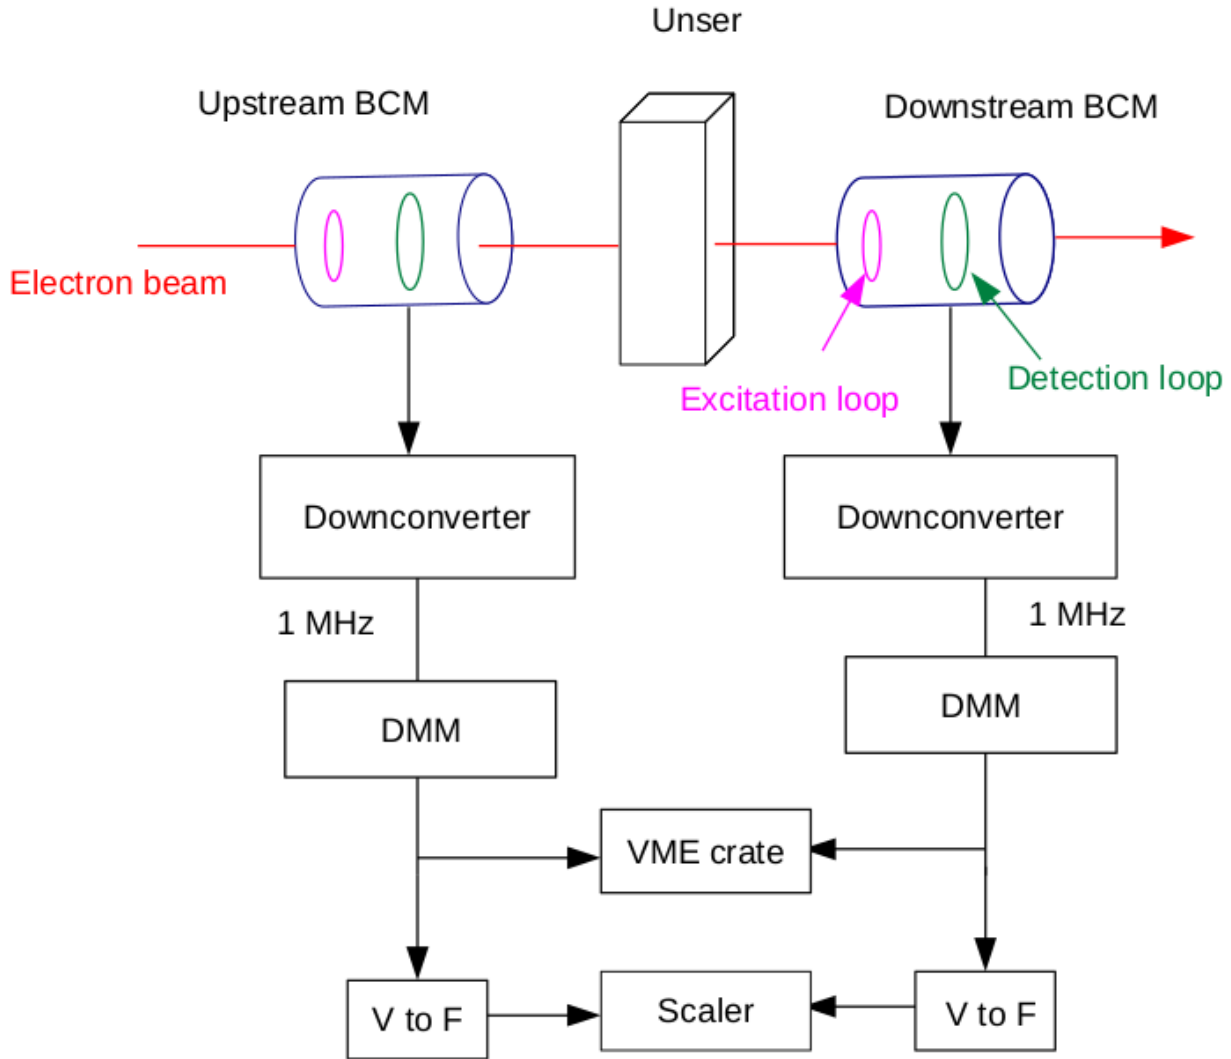 Unser
Upstream BCM
Downstream BCM
Electron beam
Excitation loop
Detection loop
Downconverter
Downconverter
1 MHz
1 MHz
DMM
DMM
VME crate
V to F
Scaler
V to F